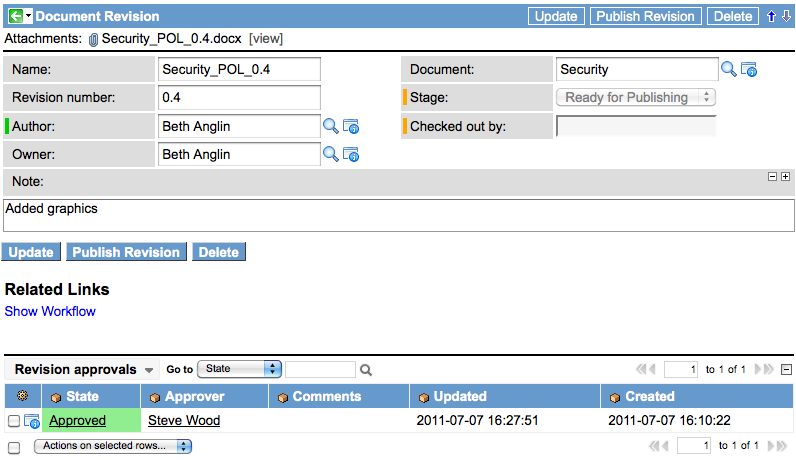 Document Revision Update Publish Revision Delete
Attachments: Security_POL_0.4.docx [view]
Name: Security_POL_0.4 Document: Security
Revision number: 0.4 Stage: Ready for Publishing
Author: Beth Anglin Checked out by:
Owner: Beth Anglin
Note:
Added graphics
Update Publish Revision Delete
Related Links
Show Workflow
Revision approvals Go to State 1 to 1 of 1
State Approver Comments Updated Created
Approved Steve Wood 2011-07-07 16:27:51 2011-07-07 16:10:22
Actions on selected rows... 1 to 1 of 1